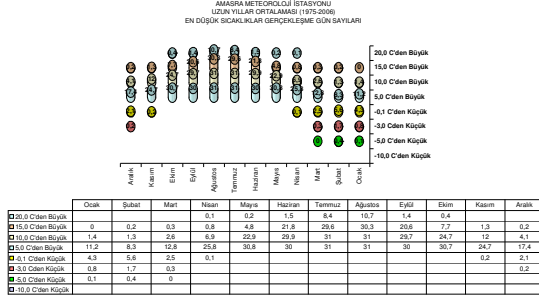 AMASRA METEOROLOJİ İSTASYONU
UZUN YILLAR ORTALAMASI (1975-2006)
EN DÜŞÜK SICAKLIKLAR GERÇEKLEŞME GÜN SAYILARI
20,0 C'den Büyük
15,0 C'den Büyük
10,0 C'den Büyük
5,0 C'den Büyük
-0,1 C'den Küçük
-3,0 C'den Küçük
-5,0 C'den Küçük
-10,0 C'den Küçük
Aralık Kasım Ekim Eylül Ağustos Temmuz Haziran Mayıs Nisan Mart Şubat Ocak
Ocak Şubat Mart Nisan Mayıs Haziran Temmuz Ağustos Eylül Ekim Kasım Aralık
20,0 C'den Büyük 0,1 0,2 1,5 8,4 10,7 1,4 0,4
15,0 C'den Büyük 0 0,2 0,3 0,8 4,8 21,8 29,6 30,3 20,6 7,7 1,3 0,2
10,0 C'den Büyük 1,4 1,3 2,6 6,9 22,9 29,9 31 31 29,7 24,7 12 4,1
5,0 C'den Büyük 11,2 8,3 12,8 25,8 30,8 30 31 31 30 30,7 24,7 17,4
-0,1 C'den Küçük 4,3 5,6 2,5 0,1 0,2 2,1
-3,0 C'den Küçük 0,8 1,7 0,3 0,2
-5,0 C'den Küçük 0,1 0,4 0
-10,0 C'den Küçük